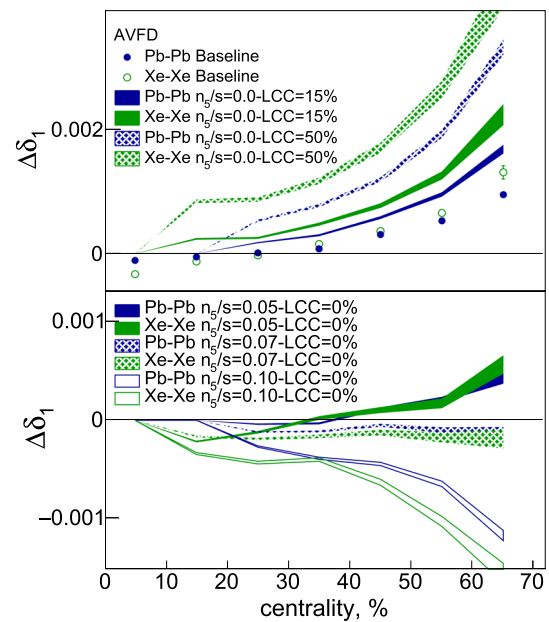 AVFD
Pb-Pb Baseline
Xe-Xe Baseline
Pb-Pb n5/s=0.0-LCC=15%
Xe-Xe n5/s=0.0-LCC=15%
Pb-Pb n5/s=0.0-LCC=50%
Xe-Xe n5/s=0.0-LCC=50%
Δδ1
0.002
0
Pb-Pb n5/s=0.05-LCC=0%
Xe-Xe n5/s=0.05-LCC=0%
Pb-Pb n5/s=0.07-LCC=0%
Xe-Xe n5/s=0.07-LCC=0%
Pb-Pb n5/s=0.10-LCC=0%
Xe-Xe n5/s=0.10-LCC=0%
Δδ1
0.001
0
−0.001
0 10 20 30 40 50 60 70
centrality, %